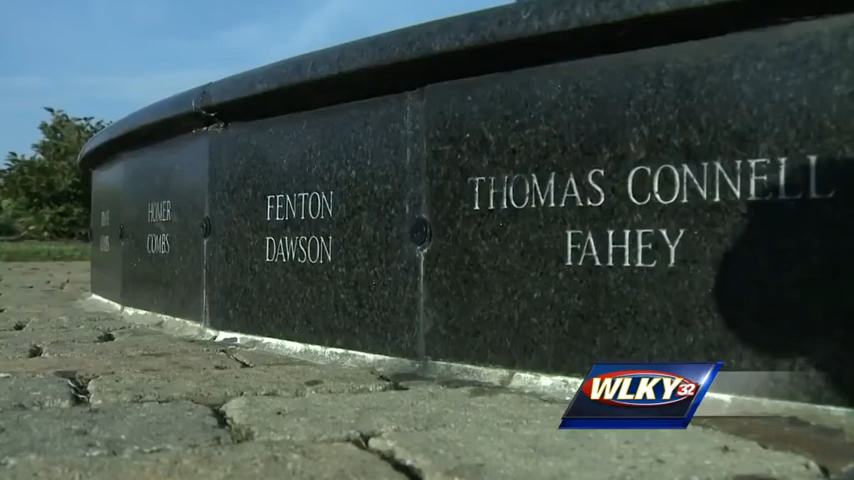 HOMER
COMBS
FENTON
DAWSON
THOMAS CONNELL
FAHEY
WLKY 32